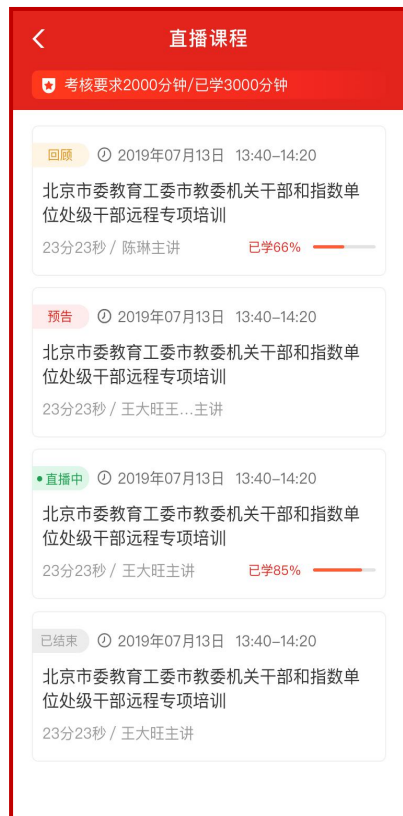 直播课程
考核要求2000分钟/已学3000分钟
回顾 2019年07月13日 13:40-14:20
北京市委教育工委市教委机关干部和指数单
位处级干部远程专项培训
23分23秒 / 陈琳主讲 已学66%
预告 2019年07月13日 13:40-14:20
北京市委教育工委市教委机关干部和指数单
位处级干部远程专项培训
23分23秒 / 王大旺王...主讲
直播中 2019年07月13日 13:40-14:20
北京市委教育工委市教委机关干部和指数单
位处级干部远程专项培训
23分23秒 / 王大旺主讲 已学85%
已结束 2019年07月13日 13:40-14:20
北京市委教育工委市教委机关干部和指数单
位处级干部远程专项培训
23分23秒 / 王大旺主讲